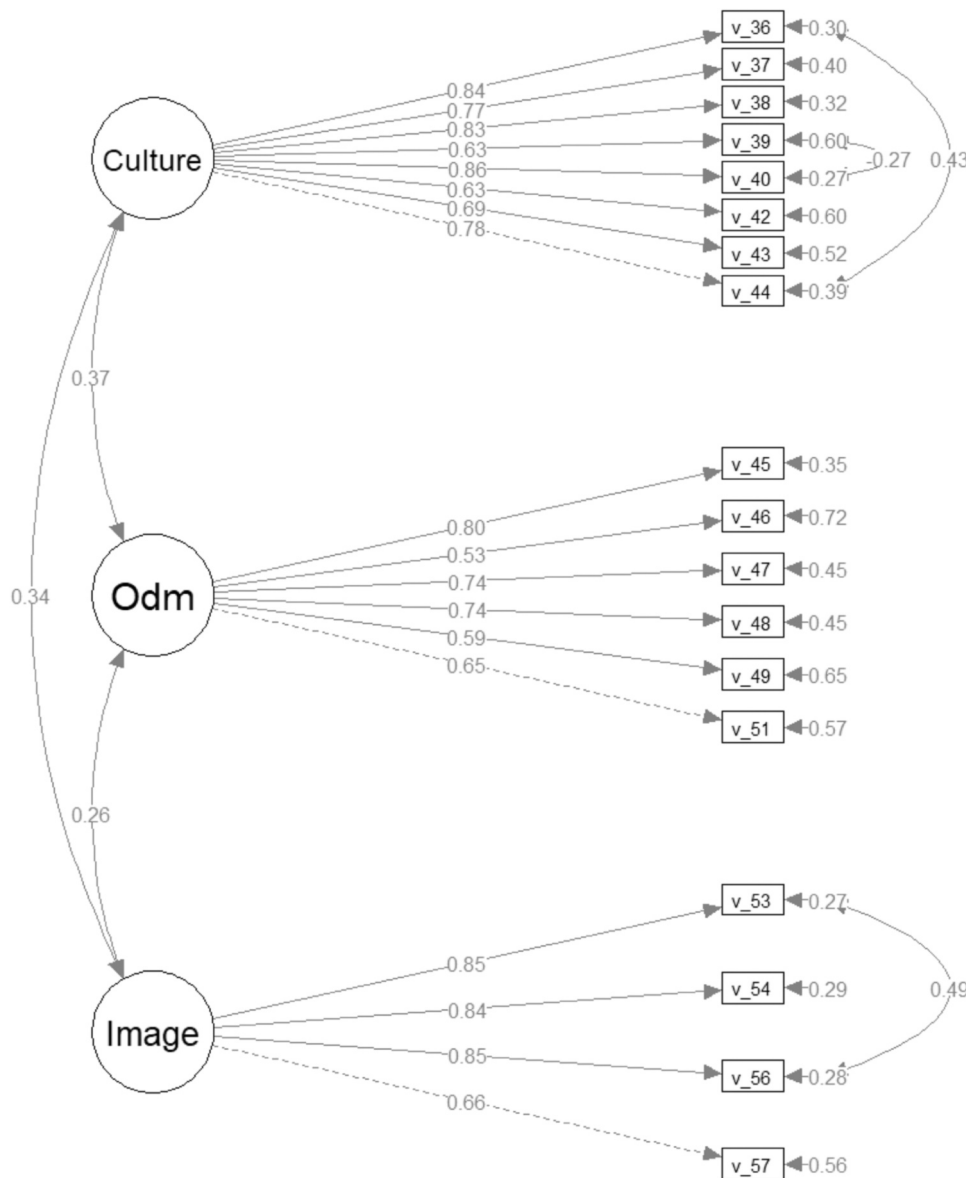 v_36 0.30
v_37 0.40
0.84
0.77
v_38 0.32
0.83
0.63
v_39 0.60
Culture
0.86
v_40 0.27
-0.27
0.43
0.63
0.69
v_42 0.60
0.78
v_43 0.52
v_44 0.39
0.37
v_45 0.35
0.80
v_46 0.72
0.53
0.74
v_47 0.45
Odm
0.74
0.34
0.59
v_48 0.45
0.65
v_49 0.65
v_51 0.57
0.26
v_53 0.27
0.85
v_54 0.29
0.49
0.84
Image
0.85
v_56 0.28
0.66
v_57 0.56